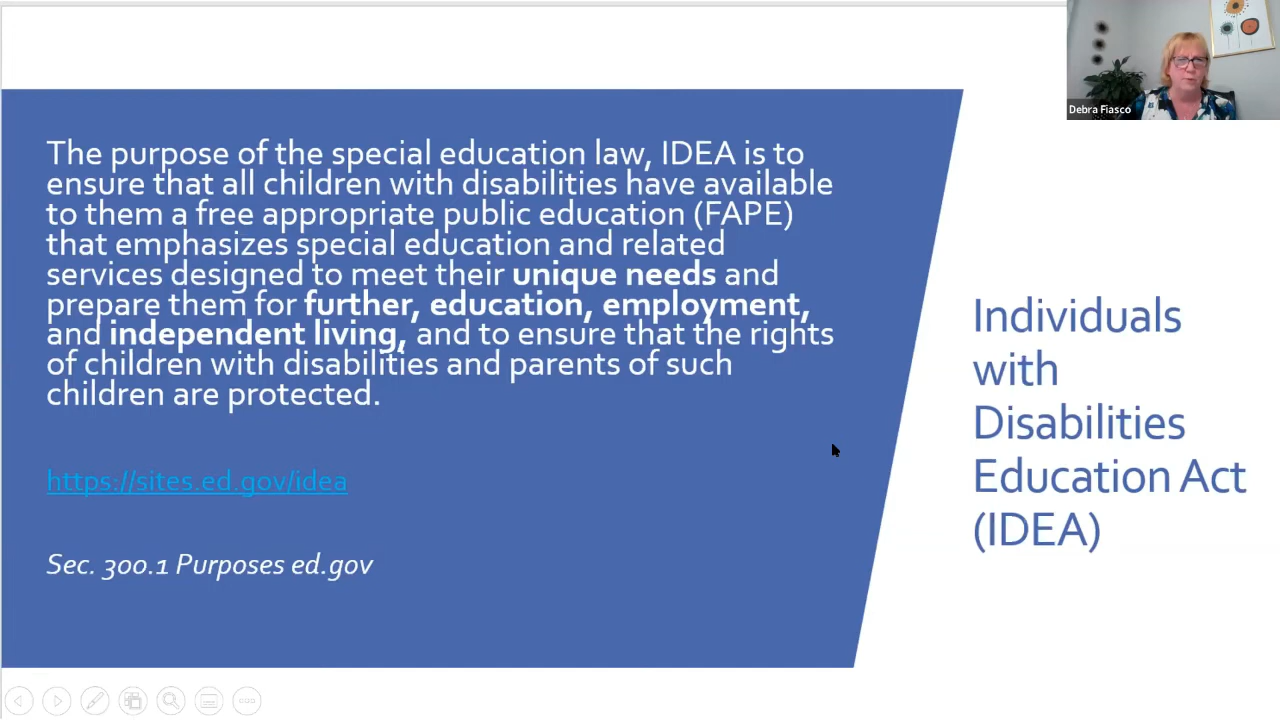 The purpose of the special education law, IDEA is to
ensure that all children with disabilities have available
to them a free appropriate public education (FAPE)
that emphasizes special education and related
services designed to meet their unique needs and
prepare them for further, education, employment,
and independent living, and to ensure that the rights
of children with disabilities and parents of such
children are protected.
https://sites.ed.gov/idea
Sec. 300.1 Purposes ed.gov
Individuals
with
Disabilities
Education Act
(IDEA)
Debra Fiasco